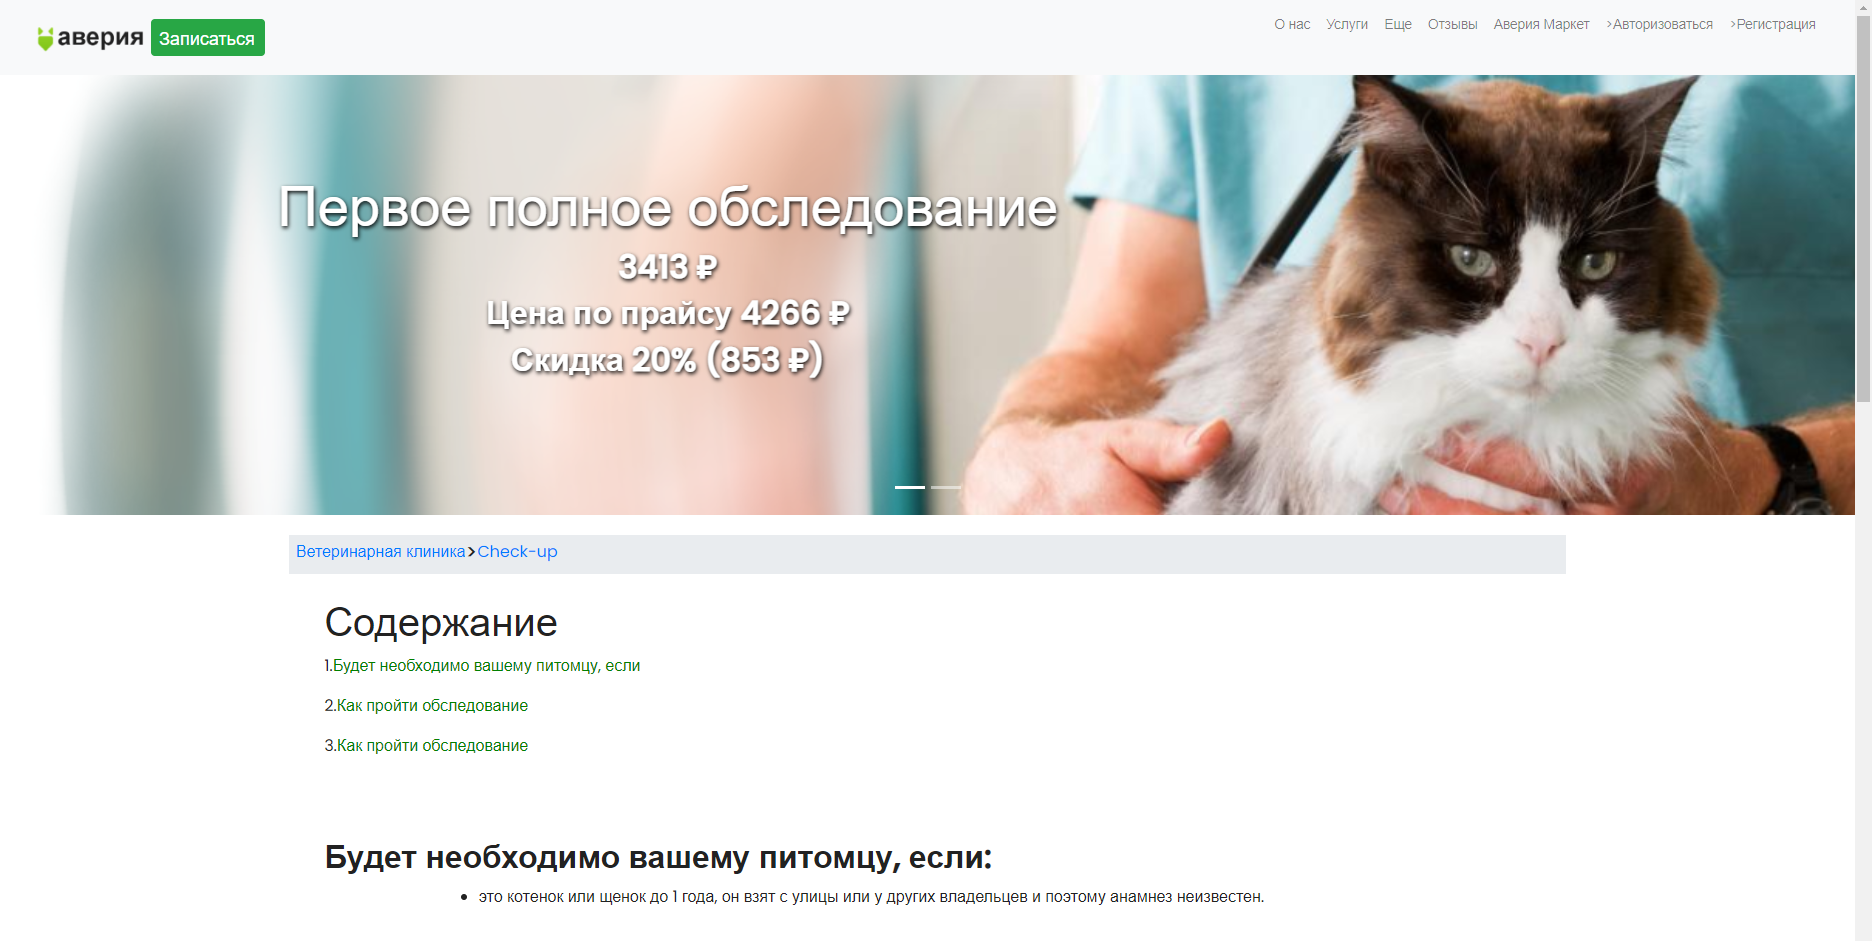 аверия Записаться
О нас Услуги Еще Отзывы Аверия Маркет >Авторизоваться >Регистрация
Первое полное обследование
3413 ₽
Цена по прайсу 4266 ₽
Скидка 20% (853 ₽)
Ветеринарная клиника>Check-up
Содержание
1.Будет необходимо вашему питомцу, если
2.Как пройти обследование
3.Как пройти обследование
Будет необходимо вашему питомцу, если:
• это котенок или щенок до 1 года, он взят с улицы или у других владельцев и поэтому анамнез неизвестен.